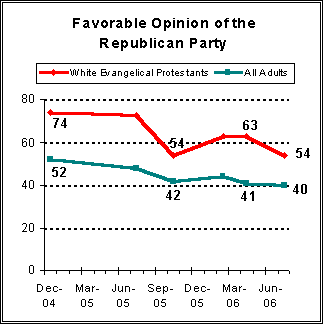 Favorable Opinion of the
Republican Party
White Evangelical Protestants All Adults
80
60
40
20
0
74
54
63
54
52
42
41
40
Dec- Mar- Jun- Sep- Dec- Mar- Jun-
04 05 05 05 05 06 06